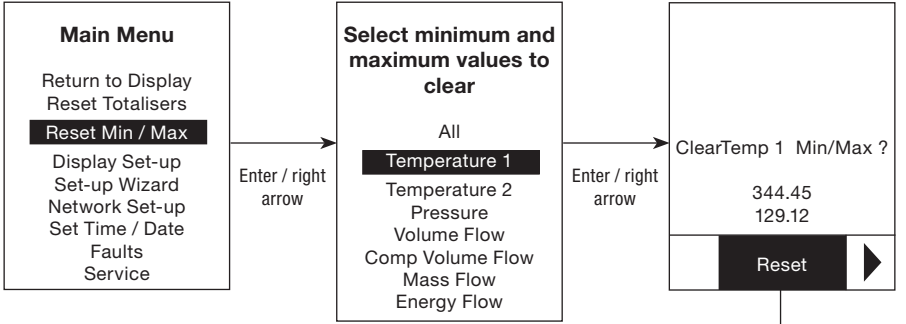 Main Menu
Return to Display
Reset Totalisers
Reset Min / Max
Display Set-up
Set-up Wizard
Network Set-up
Set Time / Date
Faults
Service
Enter / right
arrow
Select minimum and
maximum values to
clear
All
Temperature 1
Temperature 2
Pressure
Volume Flow
Comp Volume Flow
Mass Flow
Energy Flow
Enter / right
arrow
ClearTemp 1 Min/Max ?
344.45
129.12
Reset